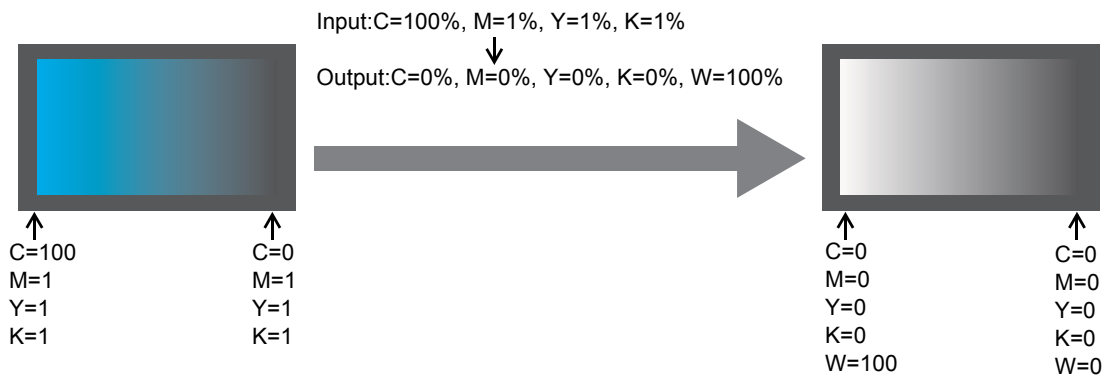 Input:C=100%, M=1%, Y=1%, K=1%
Output:C=0%, M=0%, Y=0%, K=0%, W=100%
C=100
M=1
Y=1
K=1
C=0
M=1
Y=1
K=1
C=0
M=0
Y=0
K=0
W=100
C=0
M=0
Y=0
K=0
W=0